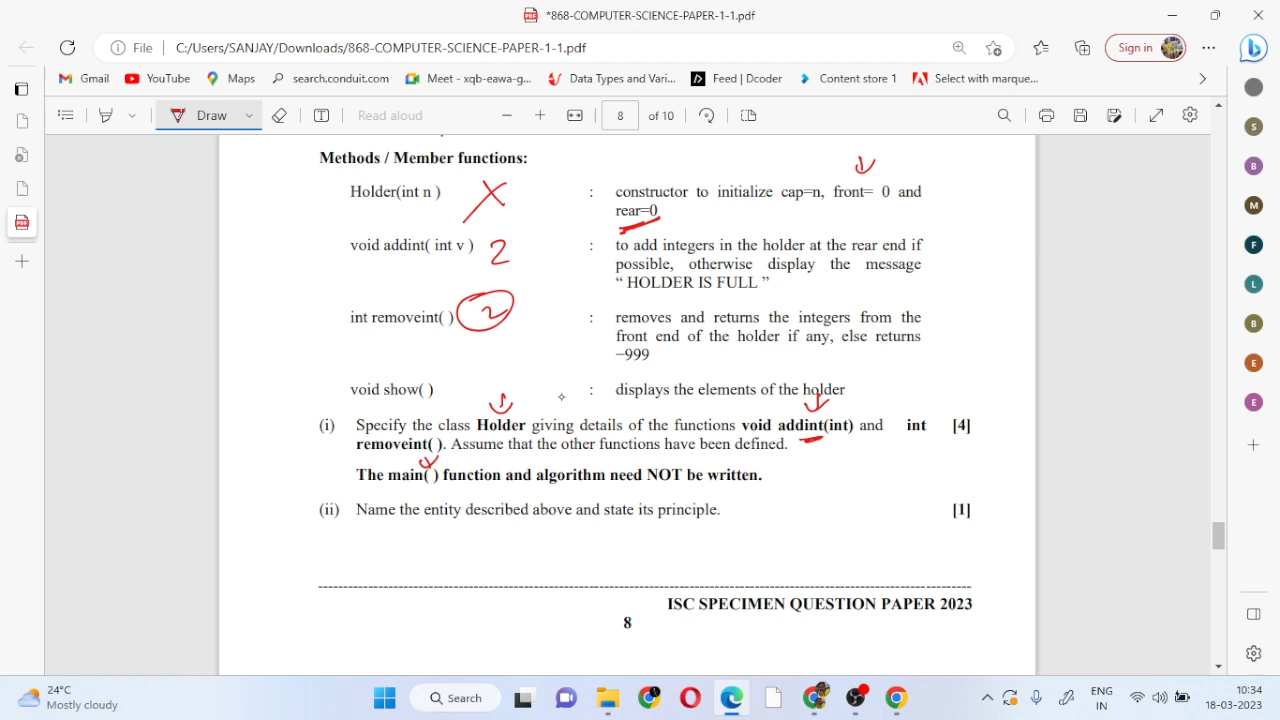 *868-COMPUTER-SCIENCE-PAPER-1-1.pdf
File | C:/Users/SANJAY/Downloads/868-COMPUTER-SCIENCE-PAPER-1-1.pdf
Sign in
Gmail YouTube Maps search.conduit.com Meet - xqb-eawa-g... Data Types and Vari... Feed | Dcoder Content store 1 Select with marque...
Draw Read aloud 8 of 10
Methods / Member functions:
Holder(int n ) X : constructor to initialize cap=n, front= 0 and
rear=0
void addint( int v ) 2 : to add integers in the holder at the rear end if
possible, otherwise display the message
“ HOLDER IS FULL ”
int removeint( ) 2 : removes and returns the integers from the
front end of the holder if any, else returns
−999
void show( ) : displays the elements of the holder
(i) Specify the class Holder giving details of the functions void addint(int) and int [4]
removeint( ). Assume that the other functions have been defined.
The main( ) function and algorithm need NOT be written.
(ii) Name the entity described above and state its principle. [1]
ISC SPECIMEN QUESTION PAPER 2023
8
S
B
M
F
L
B
E
E
24°C
Mostly cloudy
Search
ENG
IN
10:34
18-03-2023